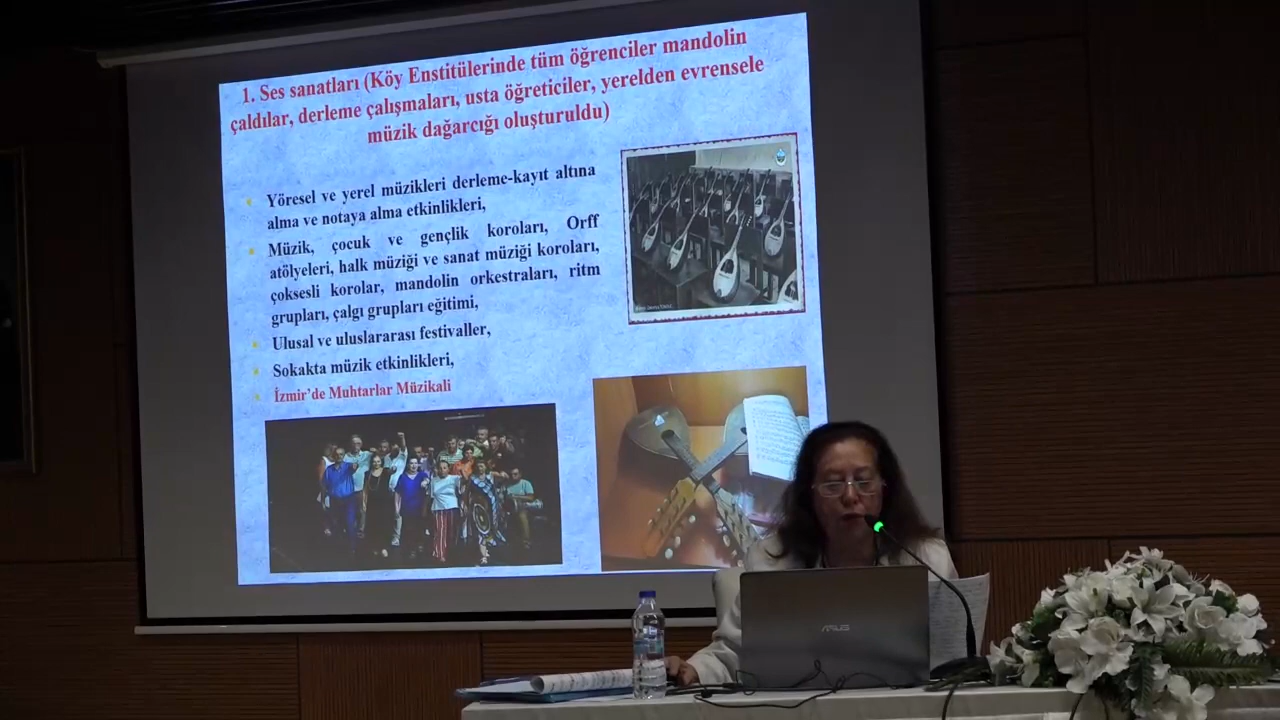 1. Ses sanatları (Köy Enstitülerinde tüm öğrenciler mandolin
çaldılar, derleme çalışmaları, usta öğreticiler, yerelden evrensele
müzik dağarcığı oluşturuldu)
Yöresel ve yerel müzikleri derleme-kayıt altına
alma ve notaya alma etkinlikleri,
Müzik, çocuk ve gençlik koroları, Orff
atölyeleri, halk müziği ve sanat müziği koroları,
çoksesli korolar, mandolin orkestraları, ritm
grupları, çalgı grupları eğitimi,
Ulusal ve uluslararası festivaller,
Sokakta müzik etkinlikleri,
İzmir’de Muhtarlar Müzikali
ASUS